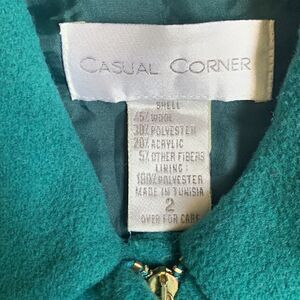 CASUAL CORNER
SHELL
45% WOOL
30% POLYESTER
20% ACRYLIC
5% OTHER FIBERS
LINING:
100% POLYESTER
MADE IN TUNISIA
2
OVER FOR CARE